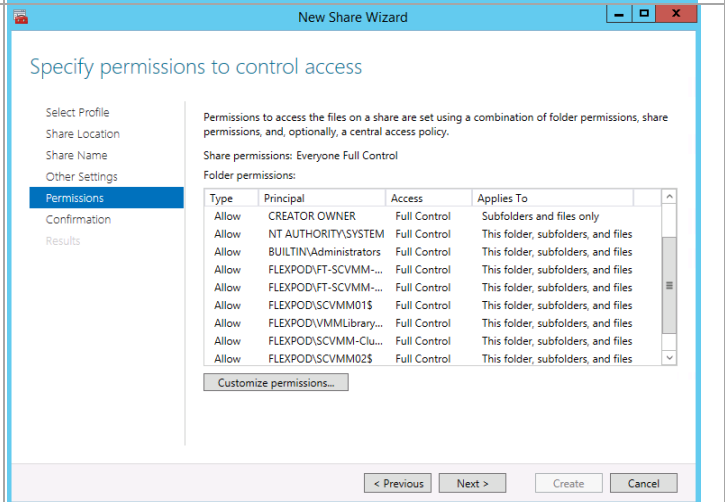 New Share Wizard
Specify permissions to control access
Select Profile
Share Location
Share Name
Other Settings
Permissions
Confirmation
Results
Permissions to access the files on a share are set using a combination of folder permissions, share
permissions, and, optionally, a central access policy.
Share permissions: Everyone Full Control
Folder permissions:
Type Principal Access Applies To
Allow CREATOR OWNER Full Control Subfolders and files only
Allow NT AUTHORITY\SYSTEM Full Control This folder, subfolders, and files
Allow BUILTIN\Administrators Full Control This folder, subfolders, and files
Allow FLEXPOD\FT-SCVMM-... Full Control This folder, subfolders, and files
Allow FLEXPOD\FT-SCVMM-... Full Control This folder, subfolders, and files
Allow FLEXPOD\SCVMM01$ Full Control This folder, subfolders, and files
Allow FLEXPOD\VMMLibrary... Full Control This folder, subfolders, and files
Allow FLEXPOD\SCVMM-Clu... Full Control This folder, subfolders, and files
Allow FLEXPOD\SCVMM02$ Full Control This folder, subfolders, and files
Customize permissions...
< Previous Next > Create Cancel